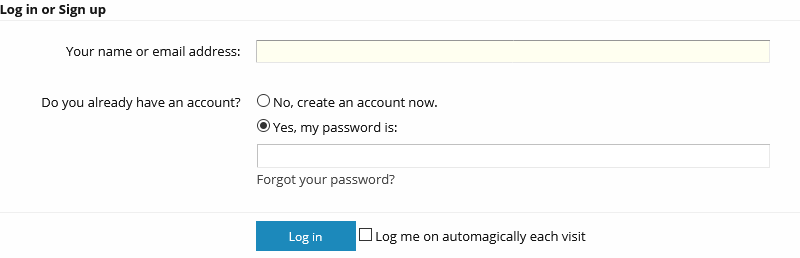 Log in or Sign up
Your name or email address:
Do you already have an account?
No, create an account now.
Yes, my password is:
Forgot your password?
Log in
Log me on automagically each visit